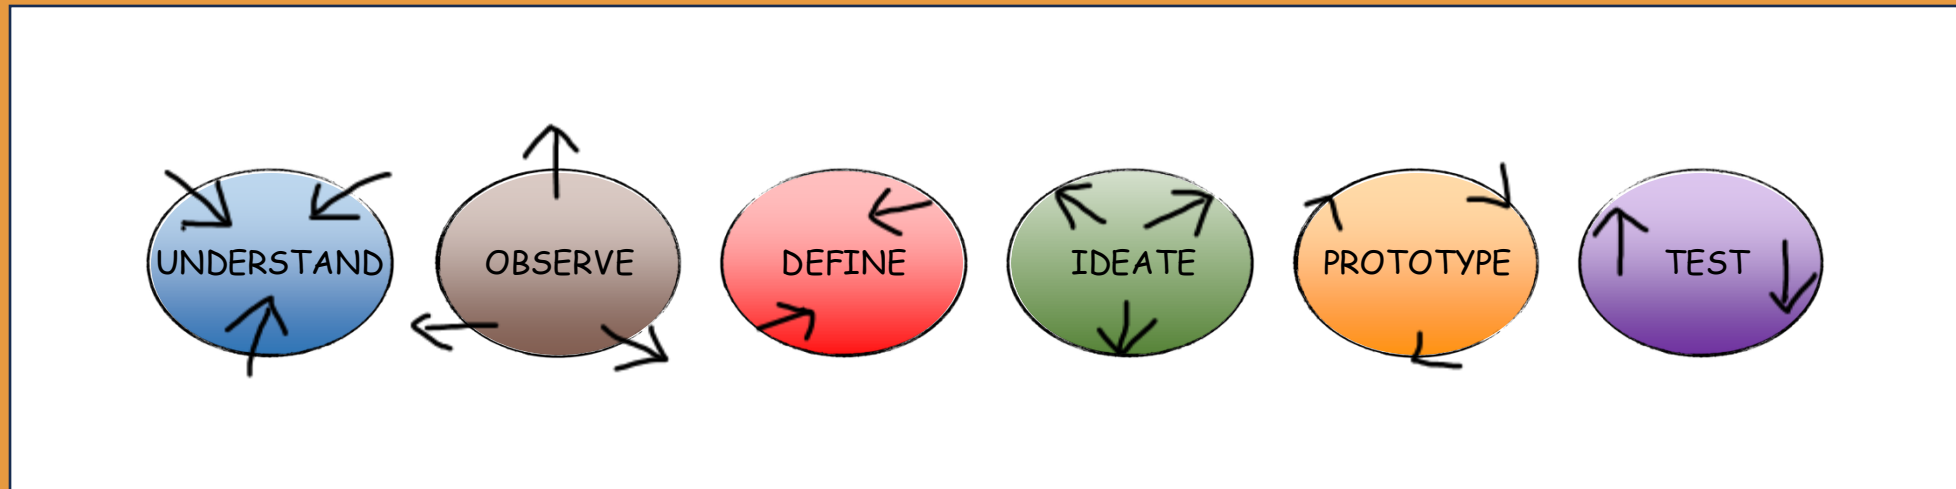 UNDERSTAND
OBSERVE
DEFINE
IDEATE
PROTOTYPE
TEST